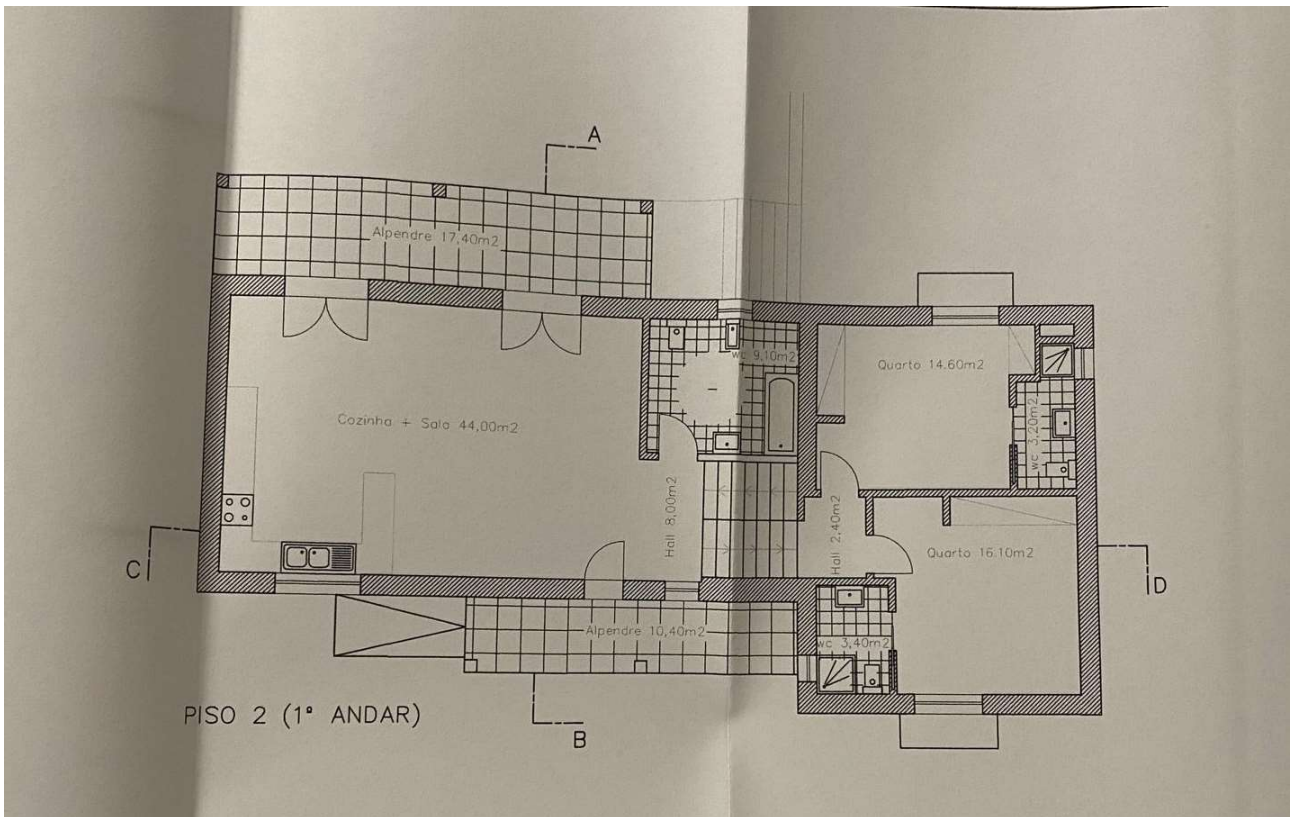 A
Alpendre 17,40m2
wc 9,10m2
Quarto 14.60m2
Cozinha + Sala 44,00m2
wc 3,20m2
Hall 8,00m2
Hall 2,40m2
Quarto 16.10m2
C
D
Alpendre 10,40m2
wc 3,40m2
PISO 2 (1º ANDAR)
B